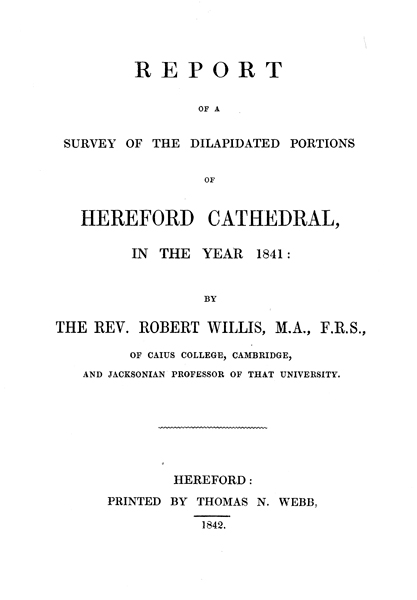 REPORT
OF A
SURVEY OF THE DILAPIDATED PORTIONS
OF
HEREFORD CATHEDRAL,
IN THE YEAR 1841:
BY
THE REV. ROBERT WILLIS, M.A., F.R.S.,
OF CAIUS COLLEGE, CAMBRIDGE,
AND JACKSONIAN PROFESSOR OF THAT UNIVERSITY.
HEREFORD:
PRINTED BY THOMAS N. WEBB,
1842.